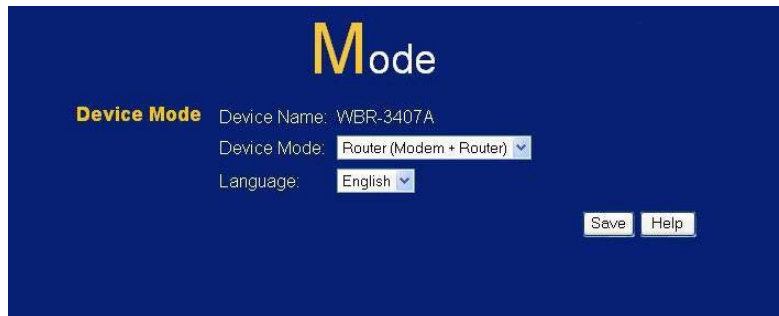 Mode
Device Mode Device Name: WBR-3407A
Device Mode: Router (Modem + Router)
Language: English
Save Help